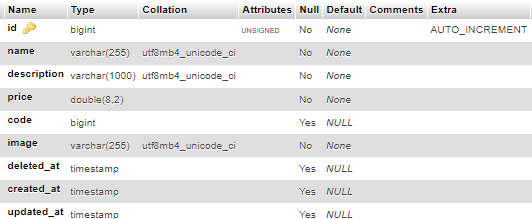 Name Type Collation Attributes Null Default Comments Extra
id bigint UNSIGNED No None AUTO_INCREMENT
name varchar(255) utf8mb4_unicode_ci No None
description varchar(1000) utf8mb4_unicode_ci No None
price double(8,2) No None
code bigint Yes NULL
image varchar(255) utf8mb4_unicode_ci No None
deleted_at timestamp Yes NULL
created_at timestamp Yes NULL
updated_at timestamp Yes NULL